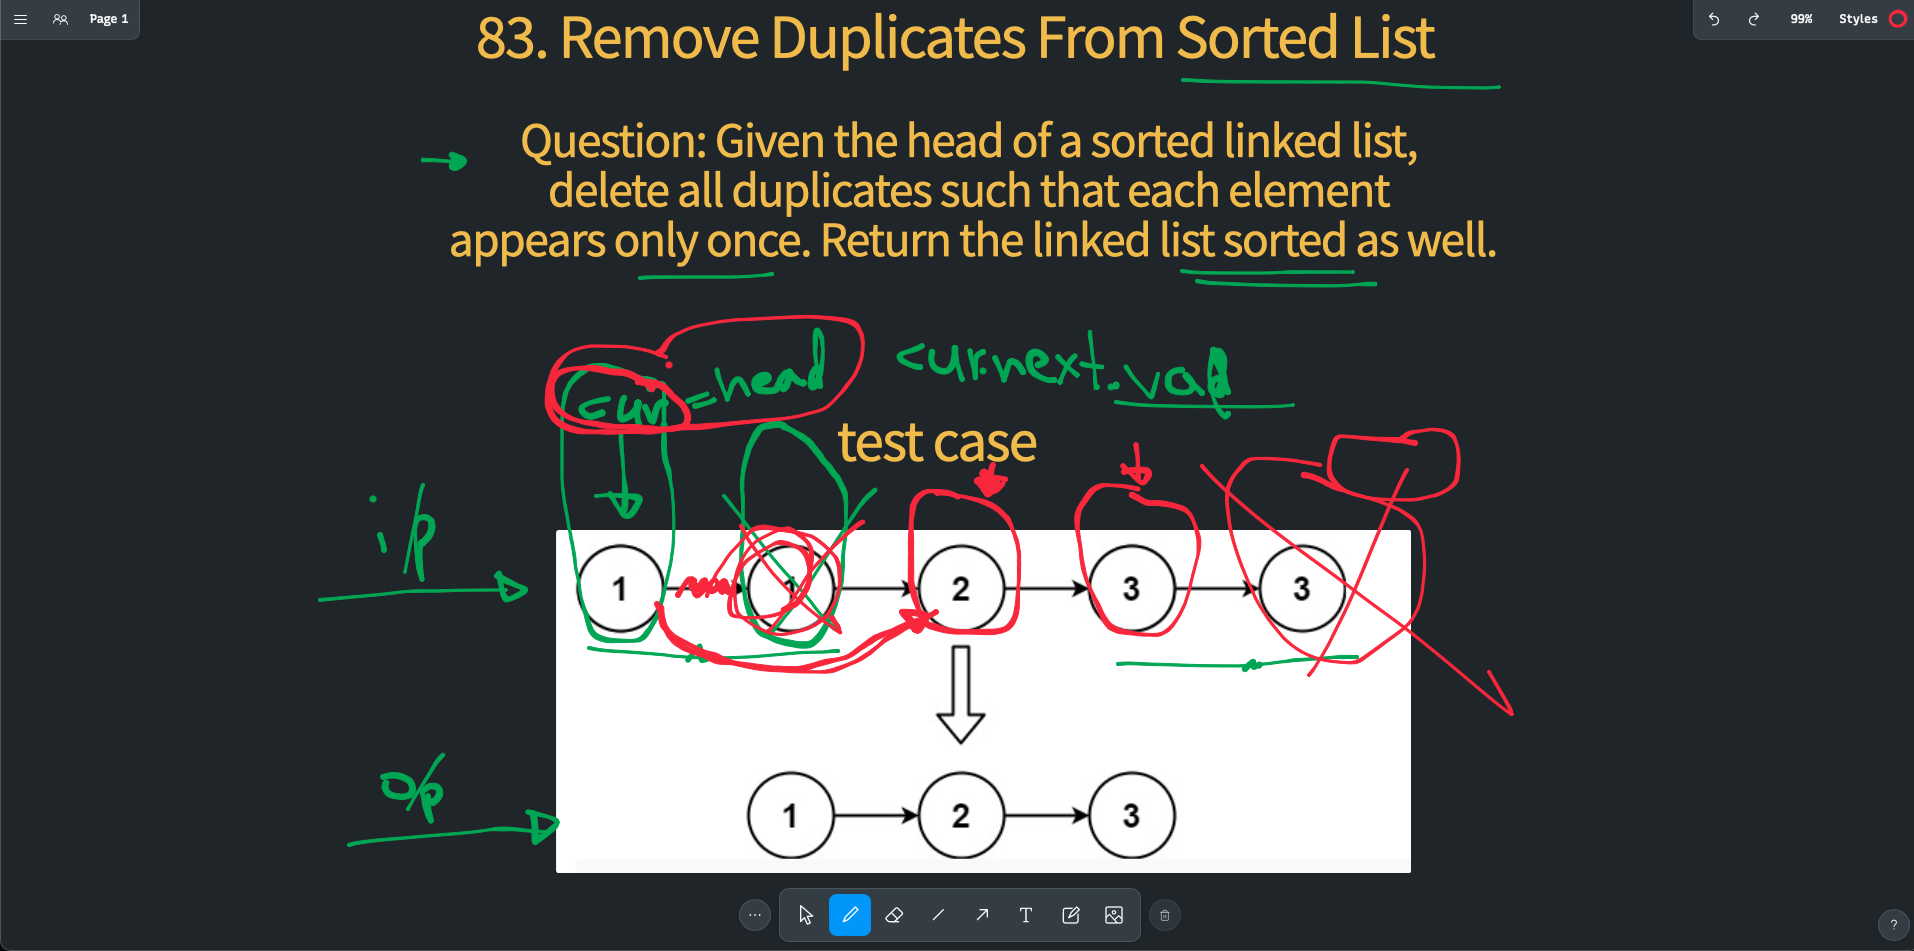 Page 1
99%
Styles
83. Remove Duplicates From Sorted List
Question: Given the head of a sorted linked list,
delete all duplicates such that each element
appears only once. Return the linked list sorted as well.
cur = head
cur.next.val
test case
i/p
1 1 2 3 3
o/p
1 2 3
T
?